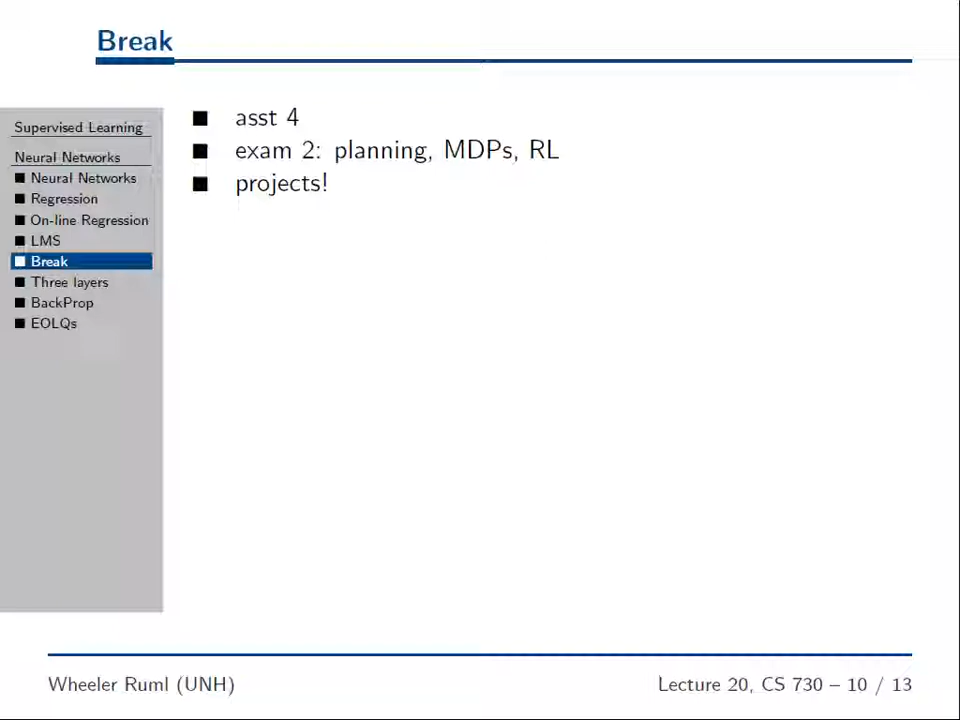 Break
Supervised Learning
Neural Networks
Neural Networks
Regression
On-line Regression
LMS
Break
Three layers
BackProp
EOLQs
asst 4
exam 2: planning, MDPs, RL
projects!
Wheeler Ruml (UNH)
Lecture 20, CS 730 – 10 / 13